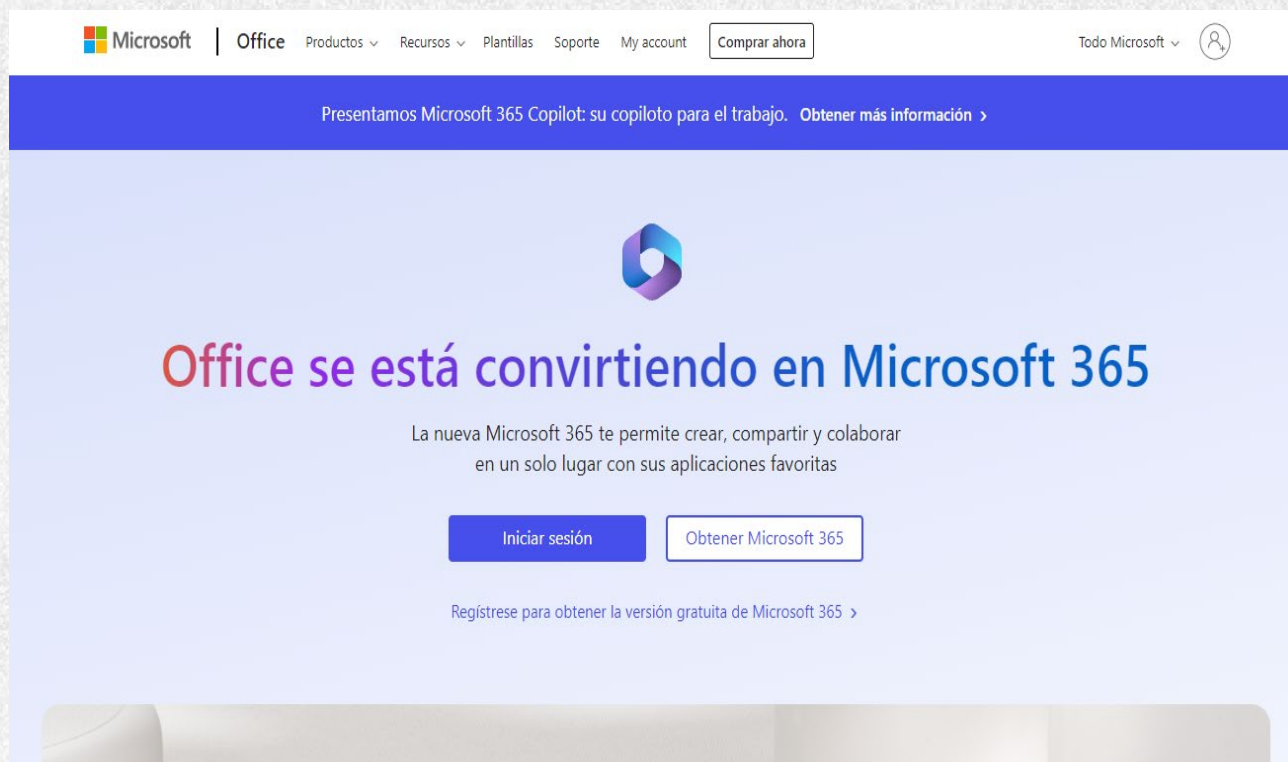 Microsoft Office Productos Recursos Plantillas Soporte My account Comprar ahora Todo Microsoft
Presentamos Microsoft 365 Copilot: su copiloto para el trabajo. Obtener más información
Office se está convirtiendo en Microsoft 365
La nueva Microsoft 365 te permite crear, compartir y colaborar
en un solo lugar con sus aplicaciones favoritas
Iniciar sesión Obtener Microsoft 365
Regístrese para obtener la versión gratuita de Microsoft 365